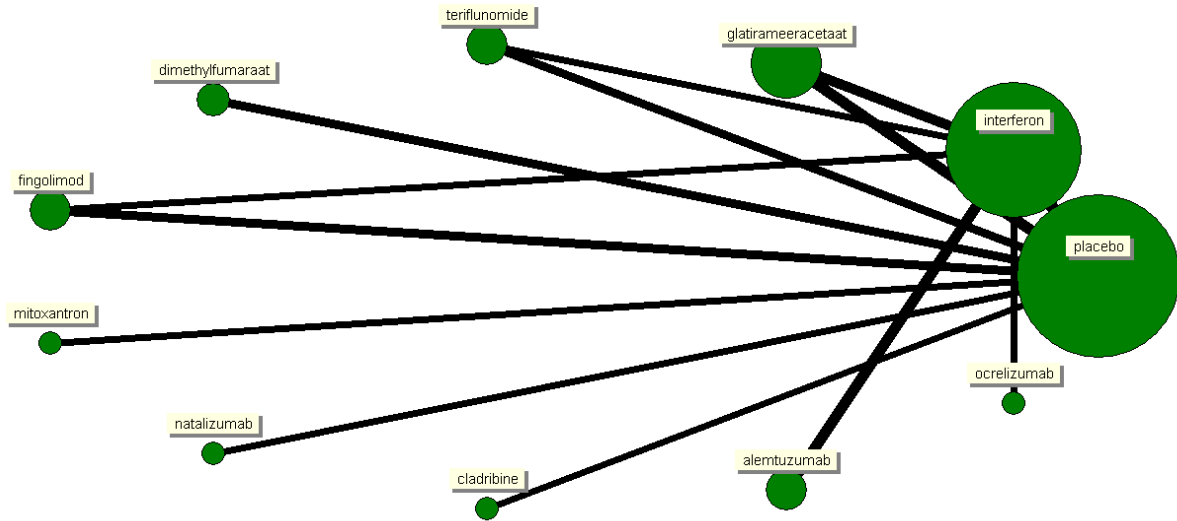 teriflunomide
glatirameeracetaat
dimethylfumaraat
interferon
fingolimod
placebo
mitoxantron
ocrelizumab
natalizumab
alemtuzumab
cladribine